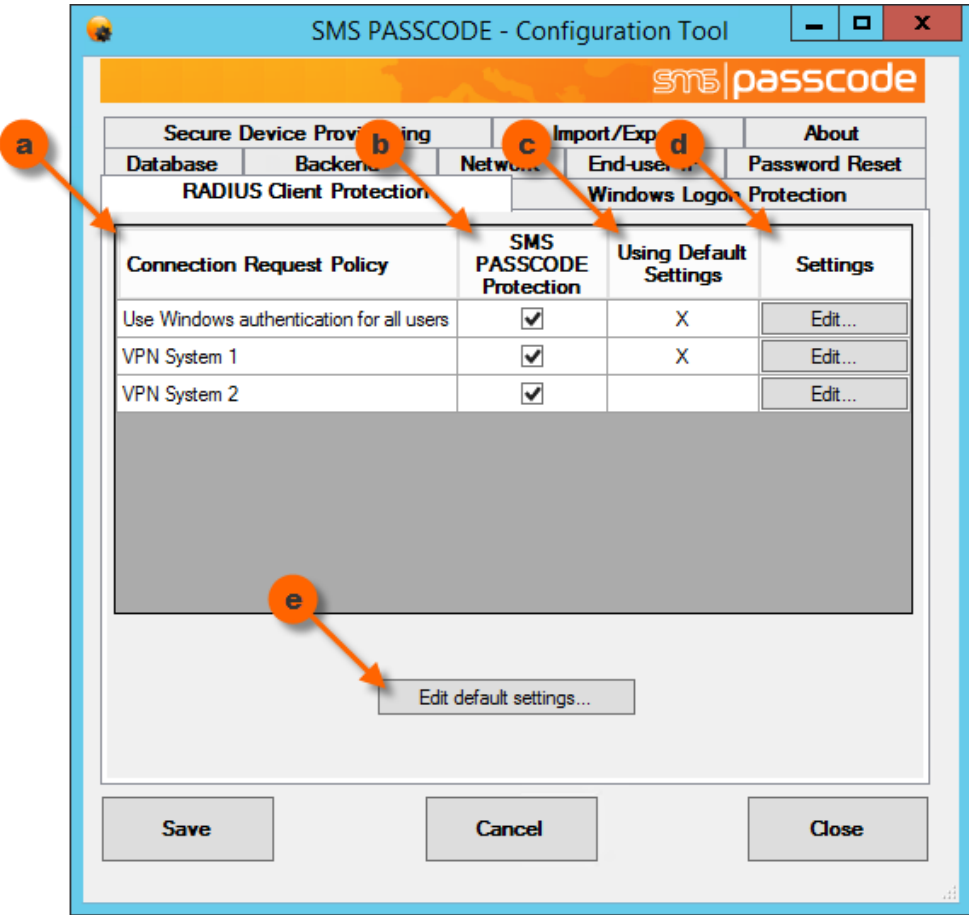 SMS PASSCODE - Configuration Tool
sms|passcode
Secure Device
About
Database
Password Reset
RADIUS Client Protection
Windows Logon Protection
a
b
c
d
Connection Request Policy
SMS
PASSCODE
Protection
Using Default
Settings
Settings
Use Windows authentication for all users
X
Edit...
VPN System 1
X
Edit...
VPN System 2
Edit...
e
Edit default settings...
Save
Cancel
Close